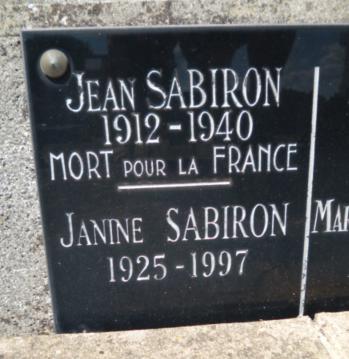 JEAN SABIRON
1912-1940
MORT POUR LA FRANCE
JANINE SABIRON
1925-1997